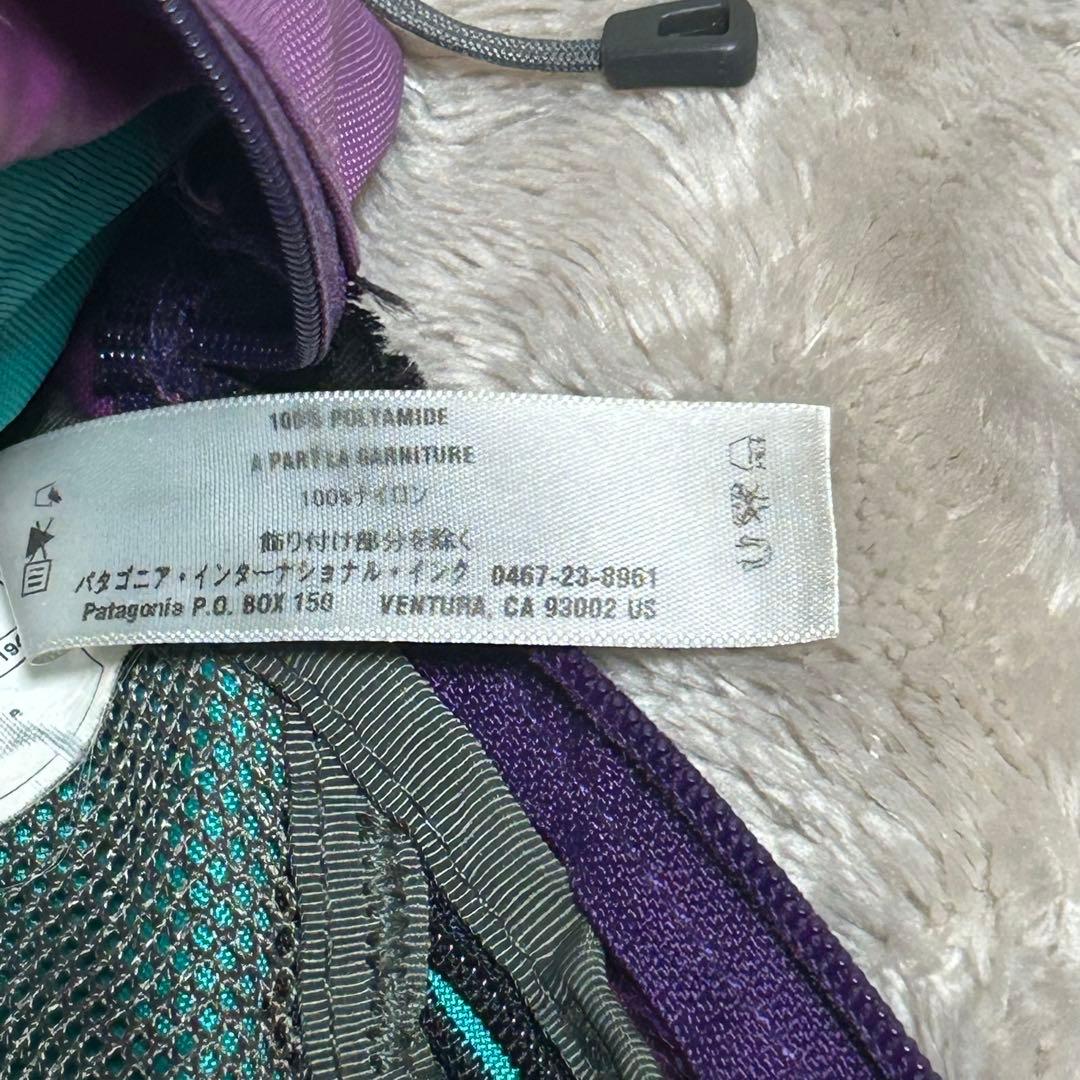 100% POLYAMIDE
A PART LA GARNITURE
100%ナイロン
飾り付け部分を除く
パタゴニア・インターナショナル・インク 0467-23-8961
Patagonia P.O. BOX 150 VENTURA, CA 93002 US